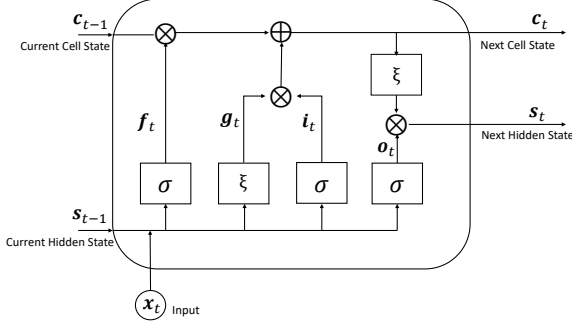 c_{t-1}
Current Cell State
c_t
Next Cell State
ξ
s_t
Next Hidden State
f_t
g_t
i_t
o_t
σ
ξ
σ
σ
s_{t-1}
Current Hidden State
x_t Input